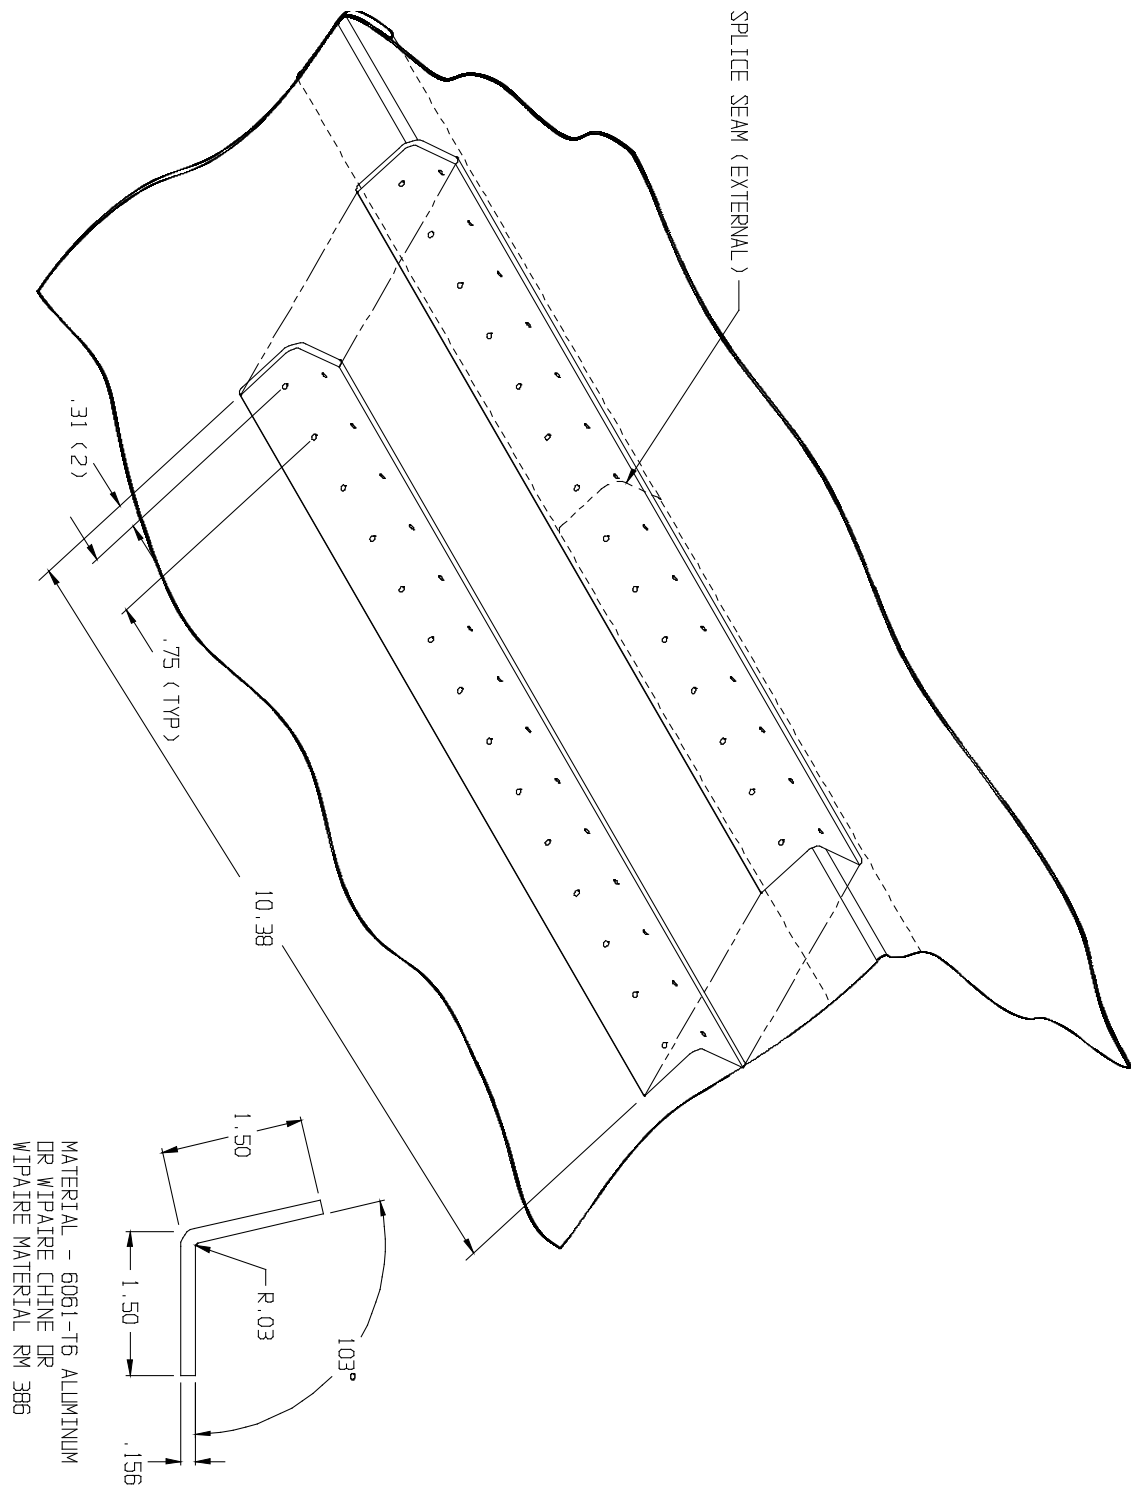 SPLICE SEAM (EXTERNAL)
.31 (2)
.75 (TYP)
10.38
1.50
1.50
R.03
103°
.156
MATERIAL - 6061-T6 ALUMINUM
OR WIPAIRE CHINE OR
WIPAIRE MATERIAL RM 386